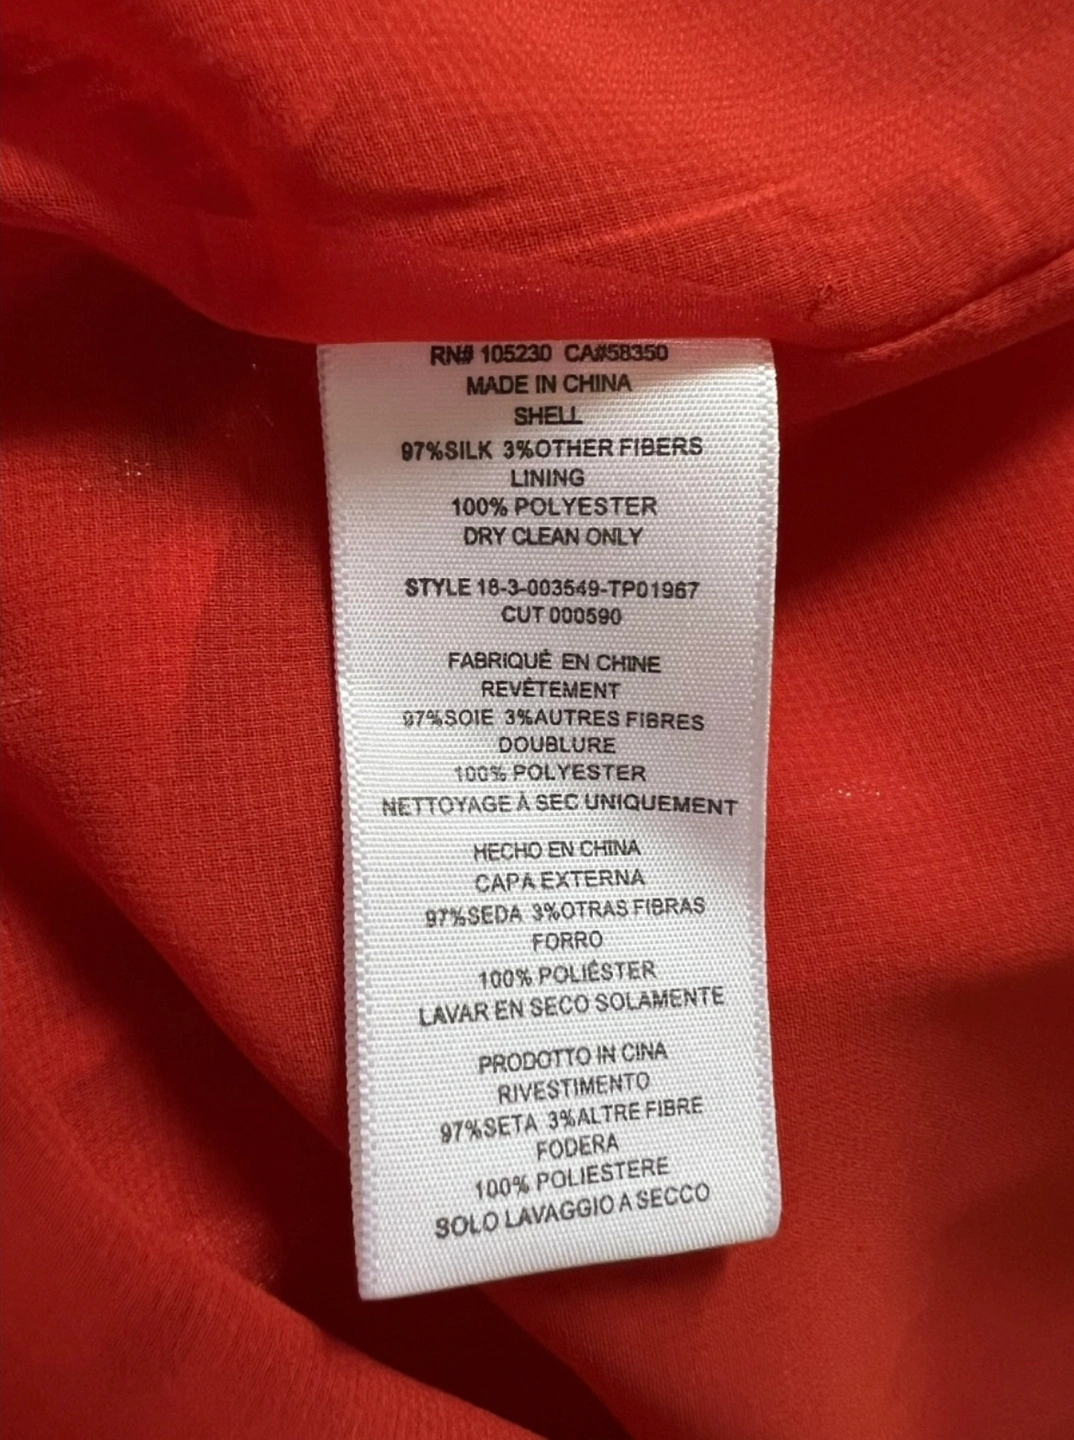 RN# 105230 CA#58350
MADE IN CHINA
SHELL
97%SILK 3%OTHER FIBERS
LINING
100% POLYESTER
DRY CLEAN ONLY
STYLE 18-3-003549-TP01967
CUT 000590
FABRIQUÉ EN CHINE
REVÊTEMENT
97%SOIE 3%AUTRES FIBRES
DOUBLURE
100% POLYESTER
NETTOYAGE À SEC UNIQUEMENT
HECHO EN CHINA
CAPA EXTERNA
97%SEDA 3%OTRAS FIBRAS
FORRO
100% POLIÉSTER
LAVAR EN SECO SOLAMENTE
PRODOTTO IN CINA
RIVESTIMENTO
97%SETA 3%ALTRE FIBRE
FODERA
100% POLIESTERE
SOLO LAVAGGIO A SECCO